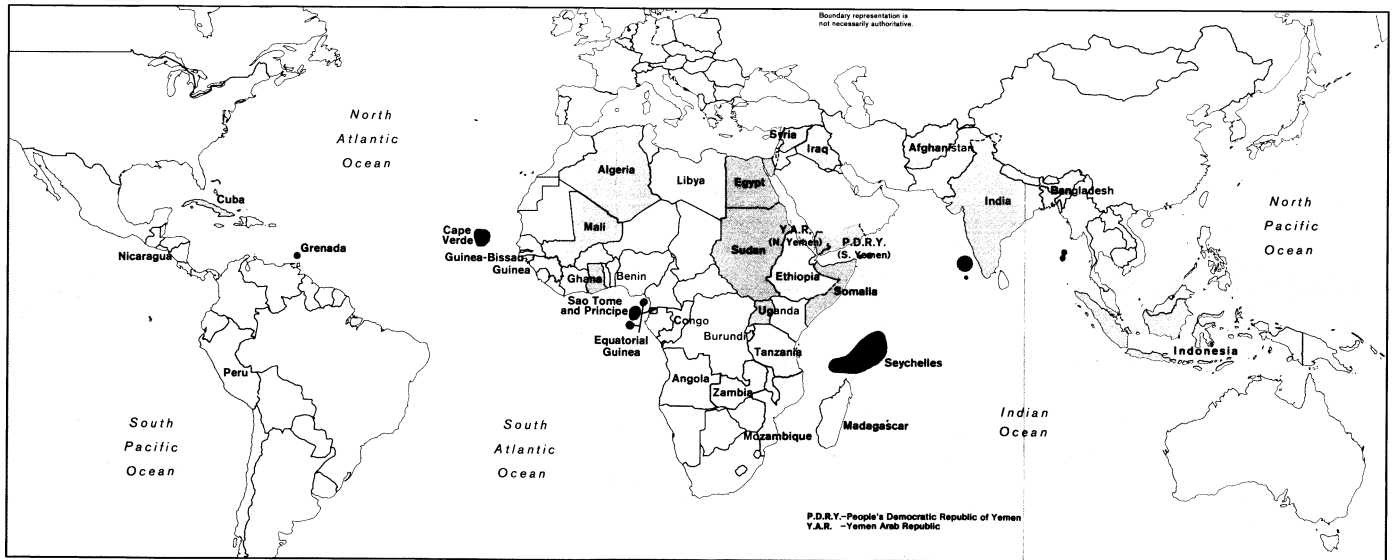 Boundary representation is
not necessarily authoritative.
North
Atlantic
Ocean
Syria
Iraq
Afghanistan
Algeria
Libya
Egypt
Cuba
India
Bangladesh
North
Pacific
Ocean
Cape
Verde
Mali
Sudan
Y.A.R.
(N. Yemen)
P.D.R.Y.
(S. Yemen)
Grenada
Nicaragua
Guinea-Bissau
Guinea
Ghana
Benin
Ethiopia
Somalia
Sao Tome
and Principe
Uganda
Congo
Burundi
Equatorial
Guinea
Tanzania
Indonesia
Seychelles
Peru
Angola
Zambia
South
Pacific
Ocean
South
Atlantic
Ocean
Mozambique
Madagascar
Indian
Ocean
P.D.R.Y.–People's Democratic Republic of Yemen
Y.A.R. –Yemen Arab Republic